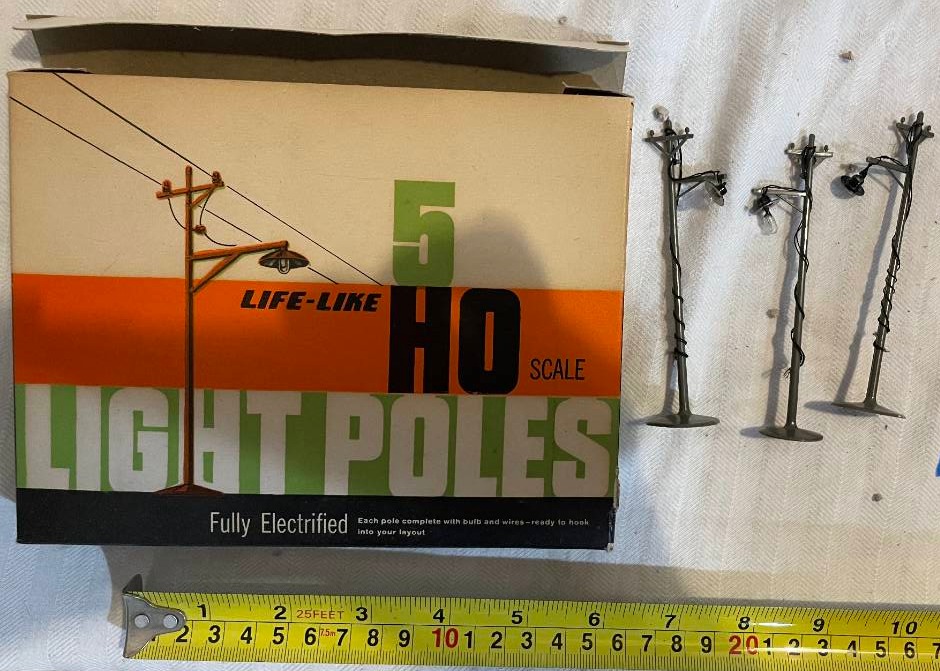 5
LIFE-LIKE
HO SCALE
LIGHT POLES
Fully Electrified
Each pole complete with bulb and wires-ready to hook
into your layout
1 2 25FEET 3 4 5 6 7 8 9 10
2 3 4 5 6 7.5m 7 8 9 10 1 2 3 4 5 6 7 8 9 20 1 2 3 4 5 6 7